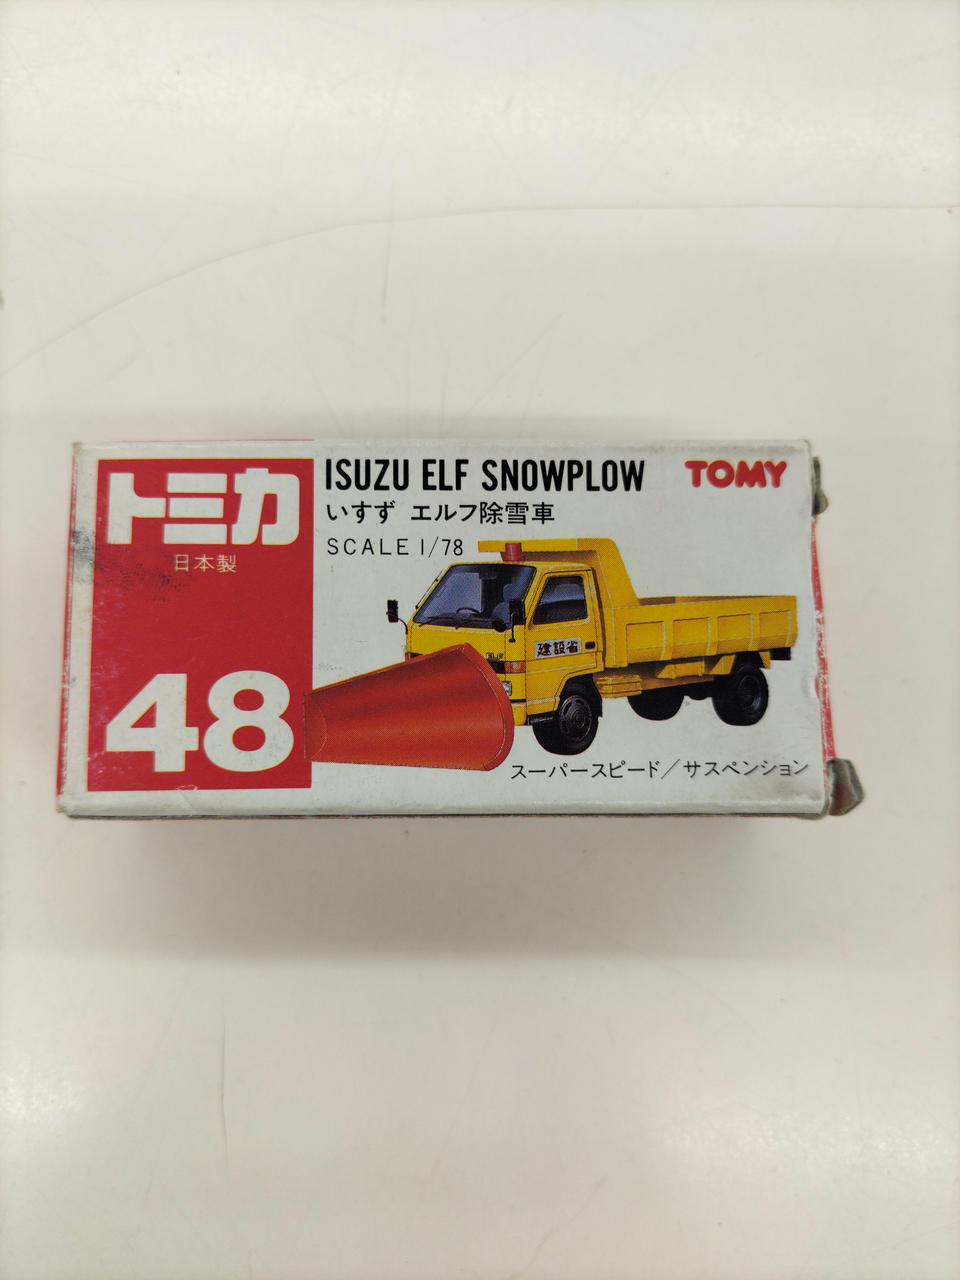 トミカ
日本製
48
ISUZU ELF SNOWPLOW
TOMY
いすず エルフ除雪車
SCALE 1/78
建設省
スーパースピード／サスペンション